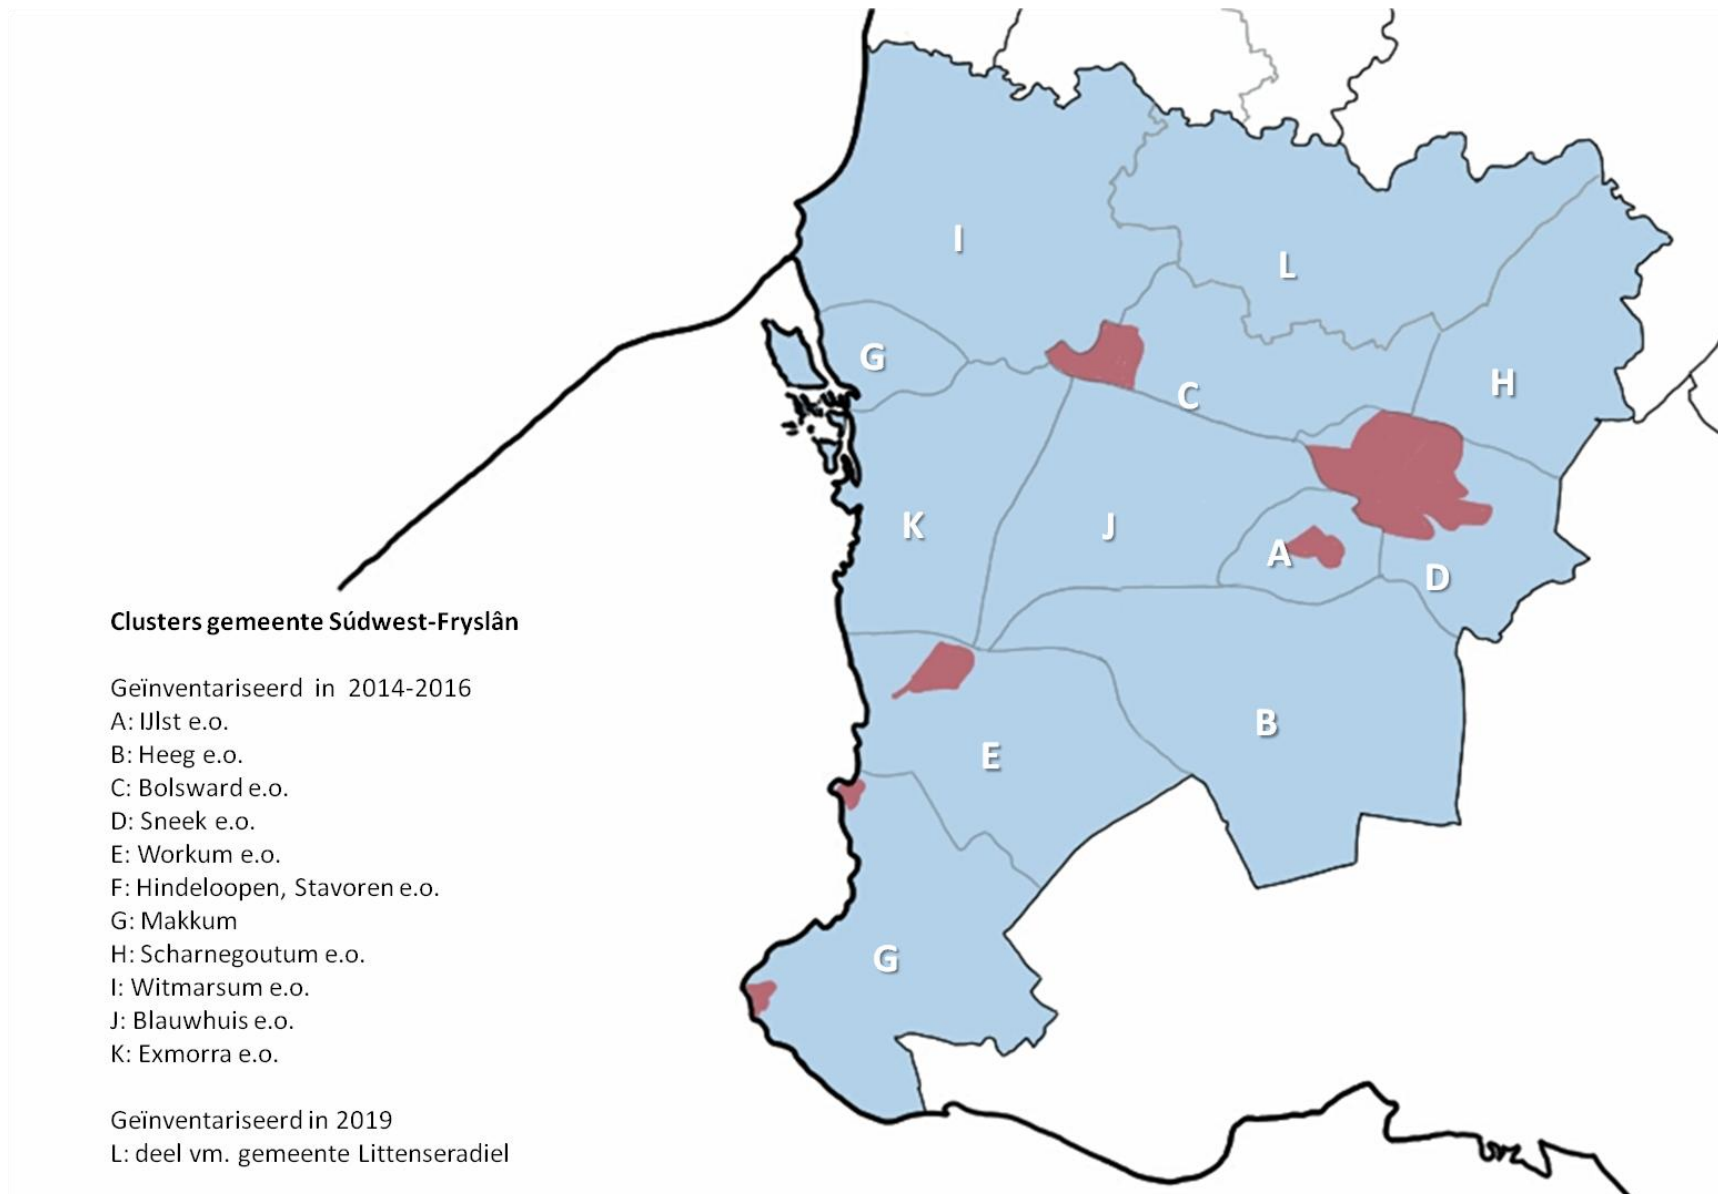 I
L
G
C
H
K
J
A
D
Clusters gemeente Súdwest-Fryslân
Geïnventariseerd in 2014-2016
A: IJlst e.o.
B: Heeg e.o.
C: Bolsward e.o.
D: Sneek e.o.
E: Workum e.o.
F: Hindeloopen, Stavoren e.o.
G: Makkum
H: Scharnegoutum e.o.
I: Witmarsum e.o.
J: Blauwhuis e.o.
K: Exmorra e.o.
Geïnventariseerd in 2019
L: deel vm. gemeente Littenseradiel
B
E
G